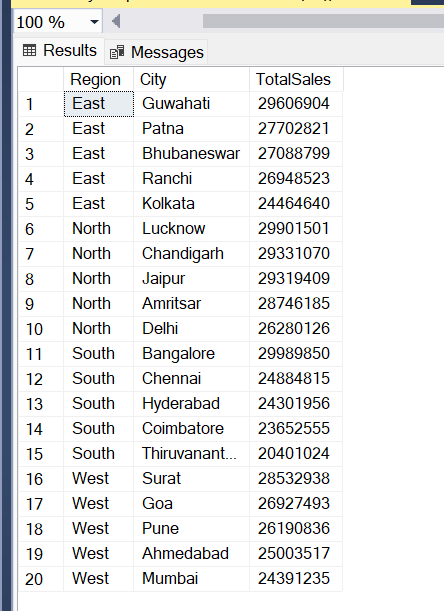 100 %
Results Messages
Region City TotalSales
1 East Guwahati 29606904
2 East Patna 27702821
3 East Bhubaneswar 27088799
4 East Ranchi 26948523
5 East Kolkata 24464640
6 North Lucknow 29901501
7 North Chandigarh 29331070
8 North Jaipur 29319409
9 North Amritsar 28746185
10 North Delhi 26280126
11 South Bangalore 29989850
12 South Chennai 24884815
13 South Hyderabad 24301956
14 South Coimbatore 23652555
15 South Thiruvanant... 20401024
16 West Surat 28532938
17 West Goa 26927493
18 West Pune 26190836
19 West Ahmedabad 25003517
20 West Mumbai 24391235